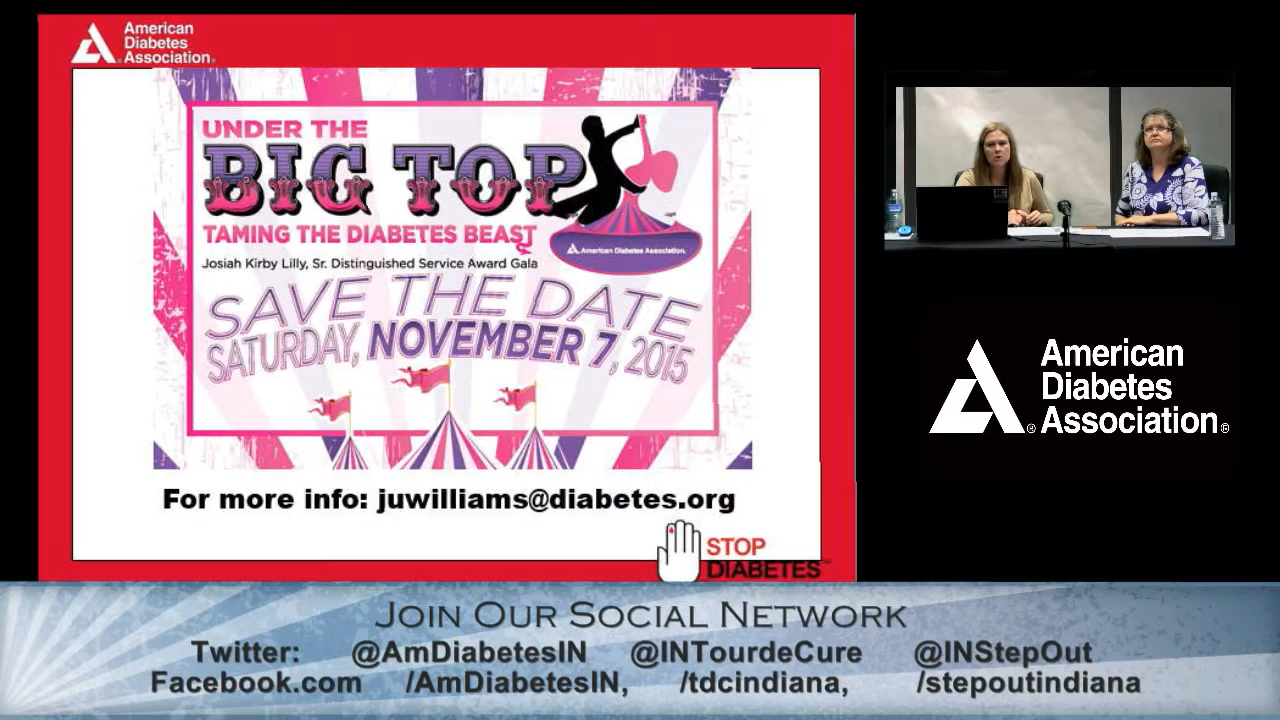 American
Diabetes
Association®
UNDER THE
BIG TOP
TAMING THE DIABETES BEAST
American Diabetes Association.
Josiah Kirby Lilly, Sr. Distinguished Service Award Gala
SAVE THE DATE
SATURDAY, NOVEMBER 7, 2015
For more info: juwilliams@diabetes.org
STOP
DIABETES
American
Diabetes
® Association©
JOIN OUR SOCIAL NETWORK
Twitter: @AmDiabetesIN @INTourdeCure @INStepOut
Facebook.com /AmDiabetesIN, /tdcindiana, /stepoutindiana